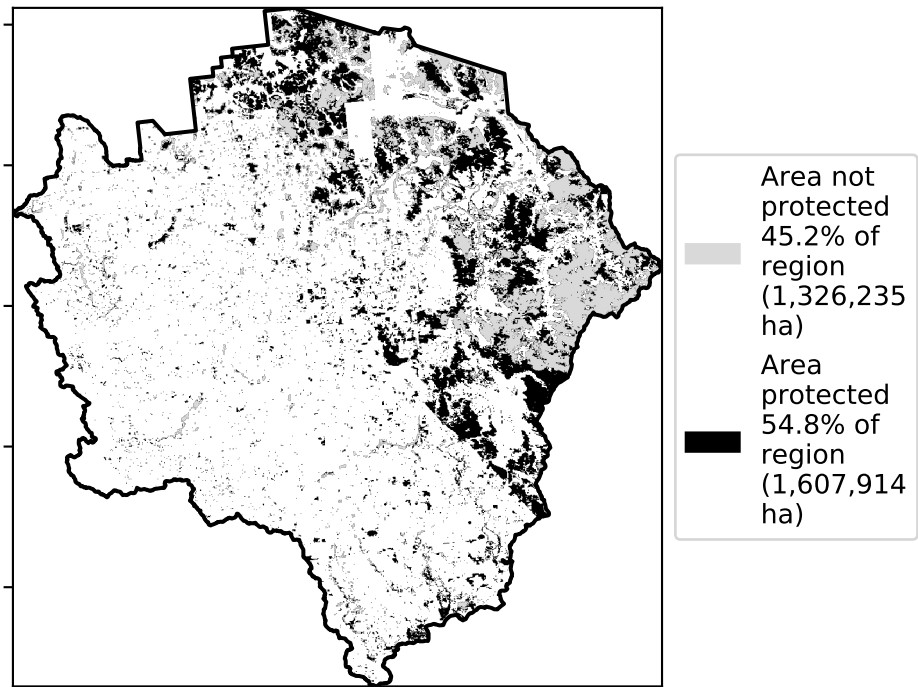 Area not
protected
45.2% of
region
(1,326,235
ha)
Area
protected
54.8% of
region
(1,607,914
ha)